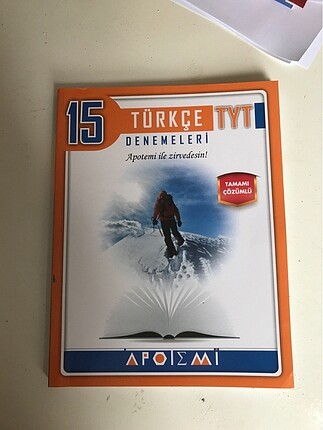 15 TÜRKÇE TYT
DENEMELERİ
Apotemi ile zirvedesin!
TAMAMI
ÇÖZÜMLÜ
APOTEMİ